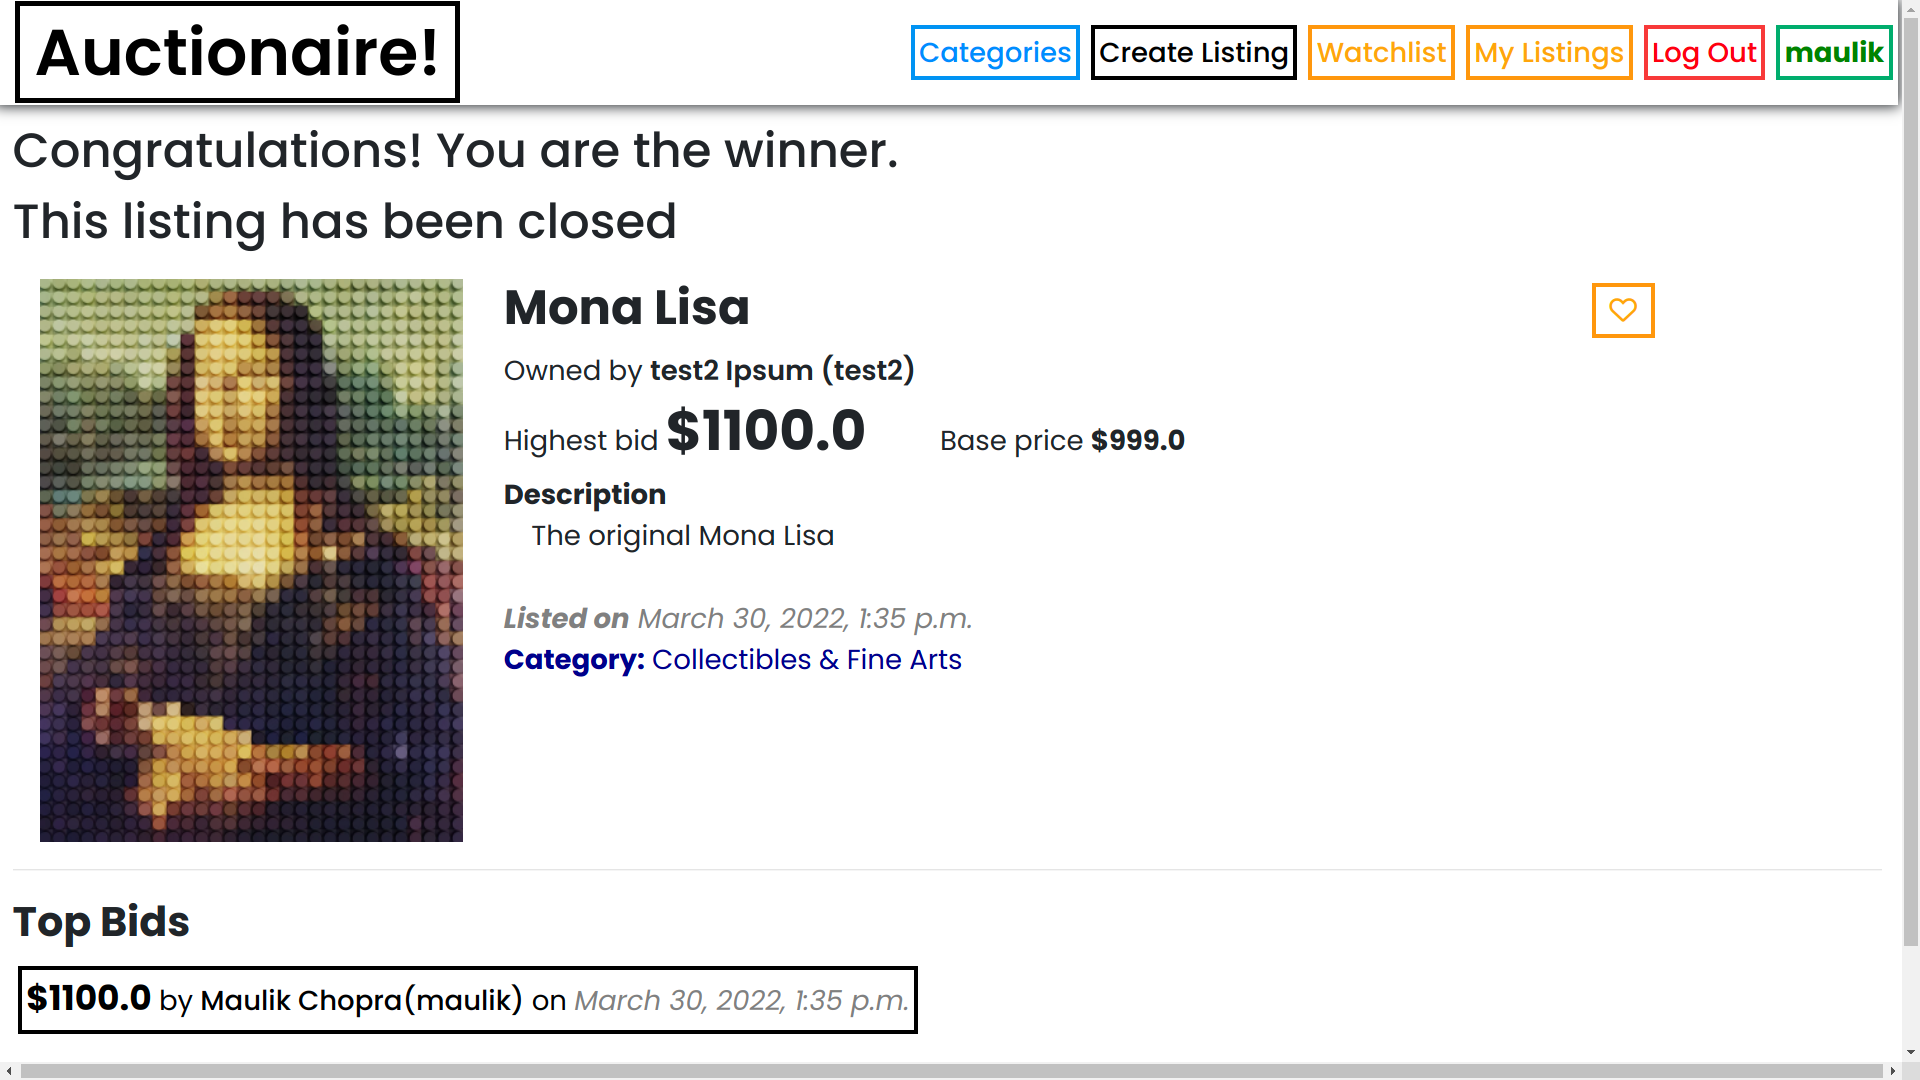 Auctionaire!
Categories Create Listing Watchlist My Listings Log Out maulik
Congratulations! You are the winner.
This listing has been closed
Mona Lisa
Owned by test2 Ipsum (test2)
Highest bid $1100.0 Base price $999.0
Description
The original Mona Lisa
Listed on March 30, 2022, 1:35 p.m.
Category: Collectibles & Fine Arts
Top Bids
$1100.0 by Maulik Chopra(maulik) on March 30, 2022, 1:35 p.m.